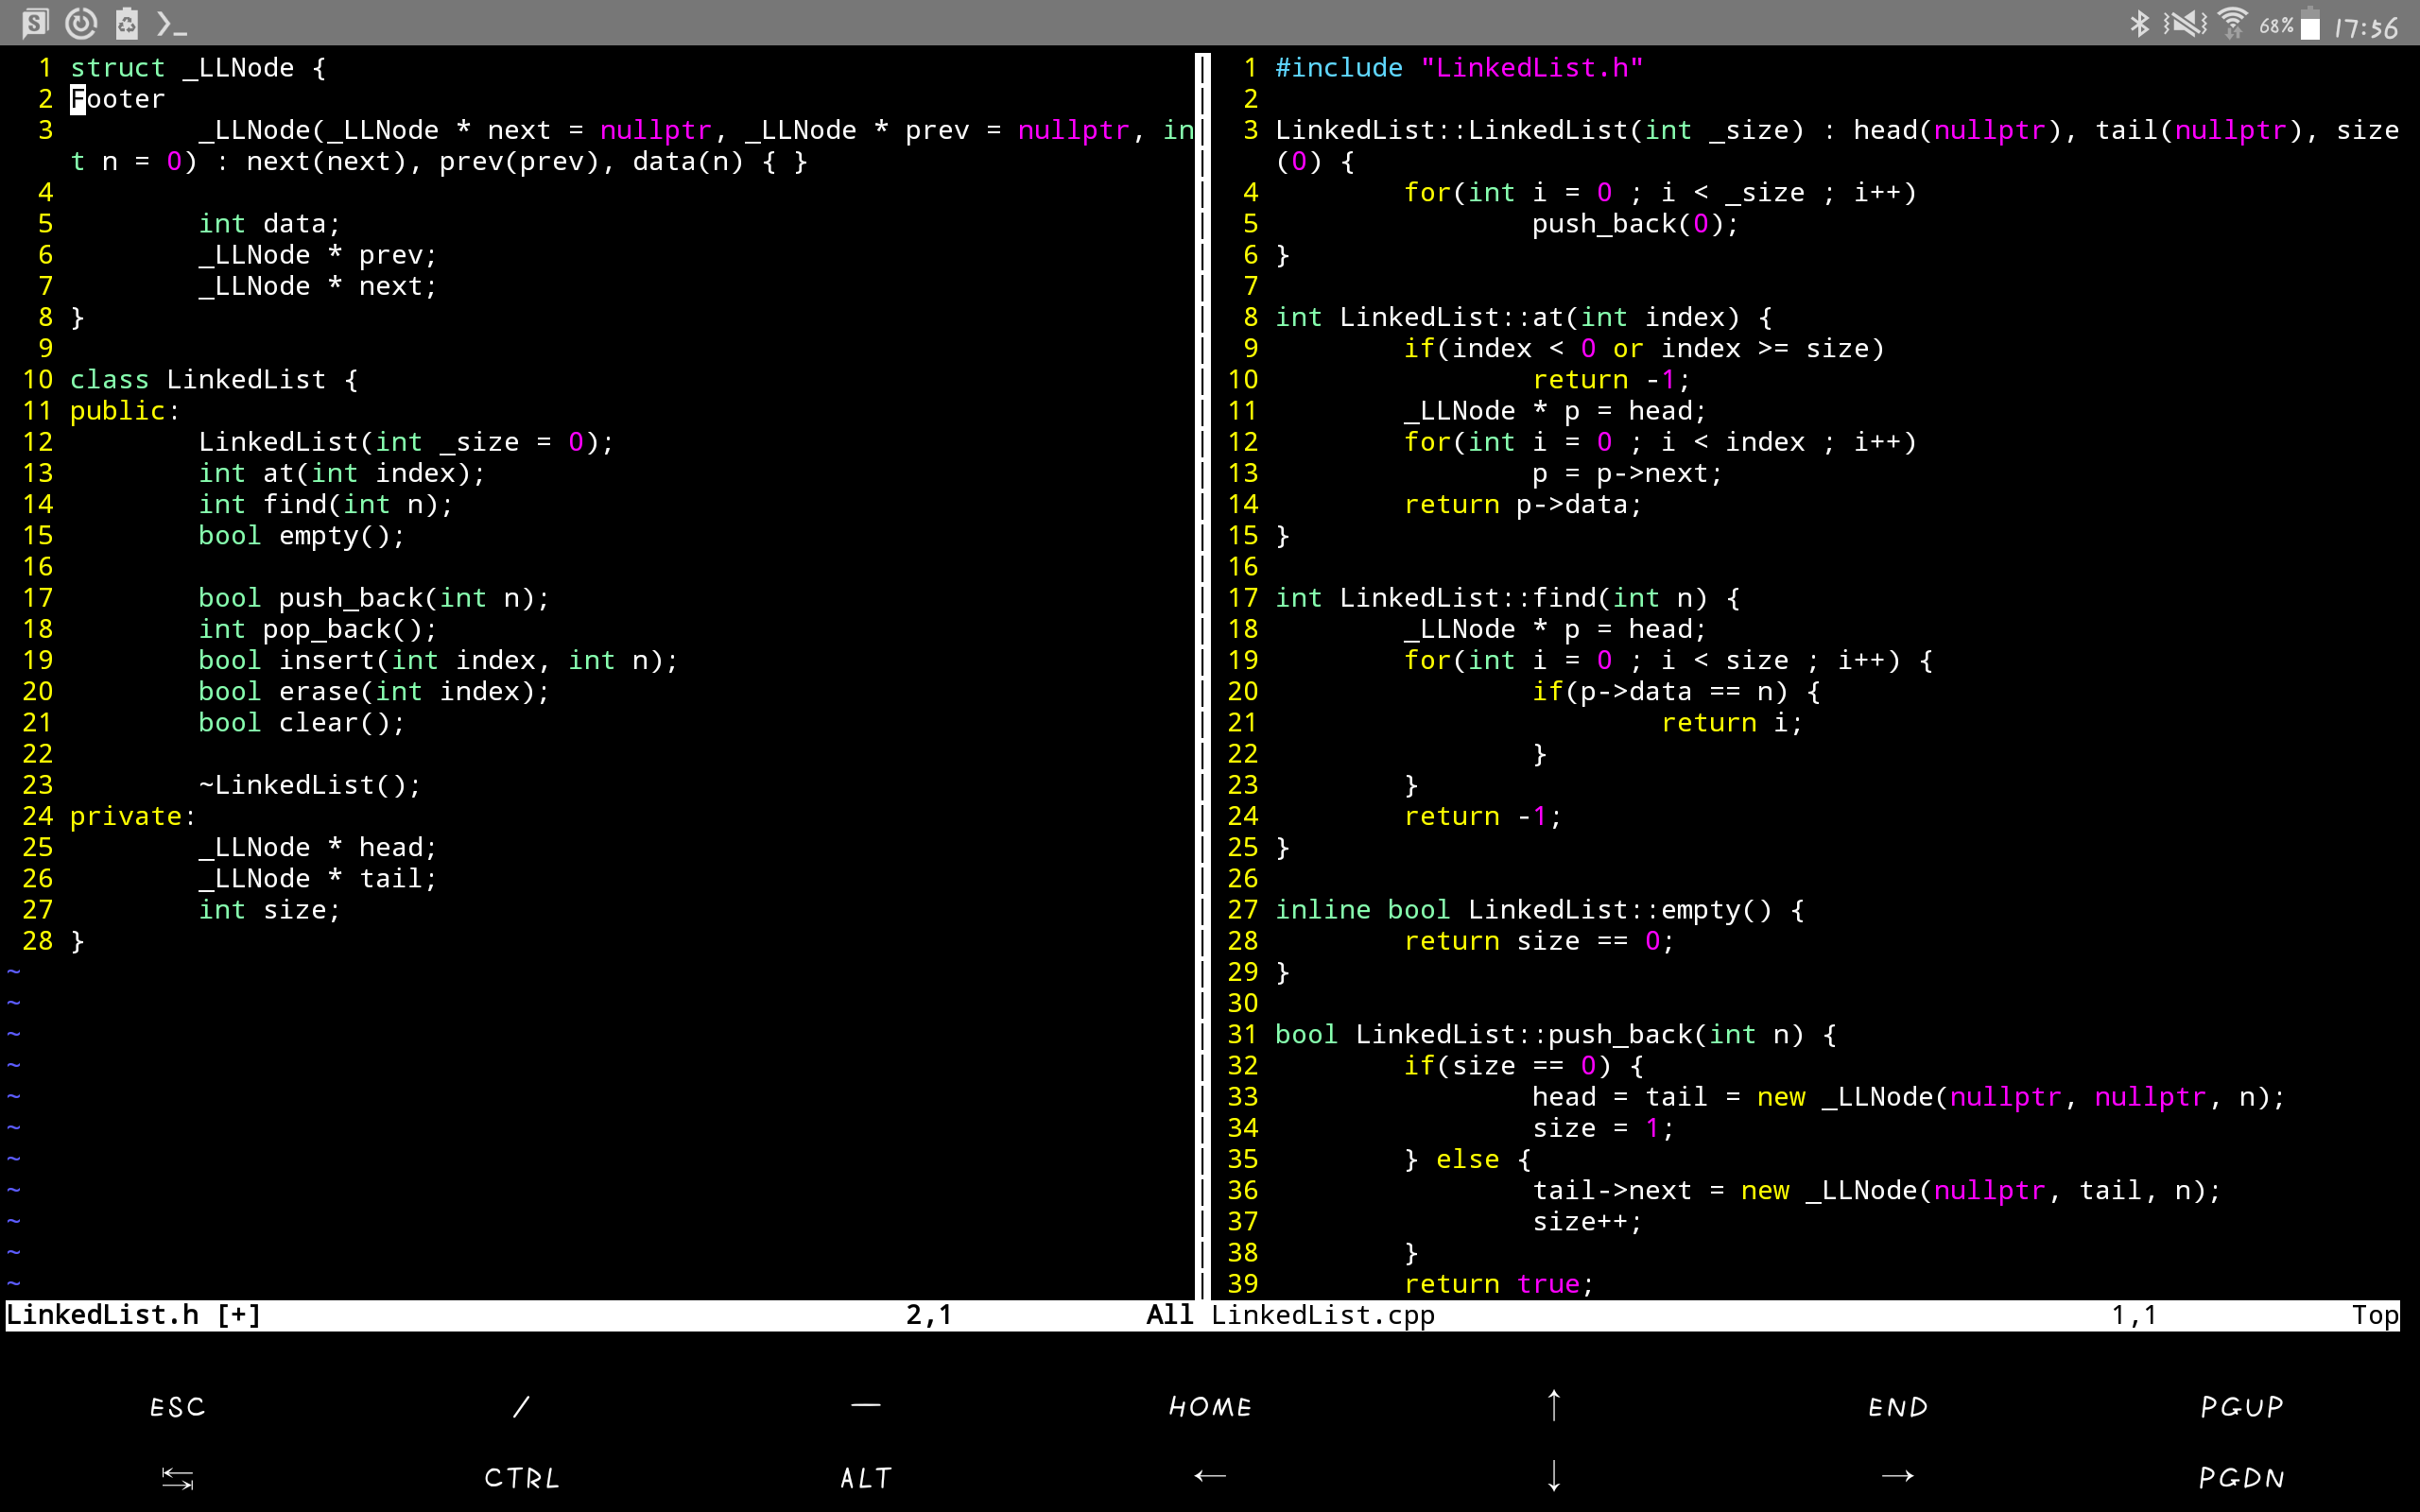 68% 17:56
1 struct _LLNode {
2 Footer
3         _LLNode(_LLNode * next = nullptr, _LLNode * prev = nullptr, in
t n = 0) : next(next), prev(prev), data(n) { }
4
5         int data;
6         _LLNode * prev;
7         _LLNode * next;
8 }
9
10 class LinkedList {
11 public:
12         LinkedList(int _size = 0);
13         int at(int index);
14         int find(int n);
15         bool empty();
16
17         bool push_back(int n);
18         int pop_back();
19         bool insert(int index, int n);
20         bool erase(int index);
21         bool clear();
22
23         ~LinkedList();
24 private:
25         _LLNode * head;
26         _LLNode * tail;
27         int size;
28 }
~
~
~
~
~
~
~
~
~
~
~
LinkedList.h [+] 2,1 All
1 #include "LinkedList.h"
2
3 LinkedList::LinkedList(int _size) : head(nullptr), tail(nullptr), size
(0) {
4         for(int i = 0 ; i < _size ; i++)
5                 push_back(0);
6 }
7
8 int LinkedList::at(int index) {
9         if(index < 0 or index >= size)
10                 return -1;
11         _LLNode * p = head;
12         for(int i = 0 ; i < index ; i++)
13                 p = p->next;
14         return p->data;
15 }
16
17 int LinkedList::find(int n) {
18         _LLNode * p = head;
19         for(int i = 0 ; i < size ; i++) {
20                 if(p->data == n) {
21                         return i;
22                 }
23         }
24         return -1;
25 }
26
27 inline bool LinkedList::empty() {
28         return size == 0;
29 }
30
31 bool LinkedList::push_back(int n) {
32         if(size == 0) {
33                 head = tail = new _LLNode(nullptr, nullptr, n);
34                 size = 1;
35         } else {
36                 tail->next = new _LLNode(nullptr, tail, n);
37                 size++;
38         }
39         return true;
LinkedList.cpp 1,1 Top
ESC / — HOME ↑ END PGUP
CTRL ALT ← ↓ → PGDN